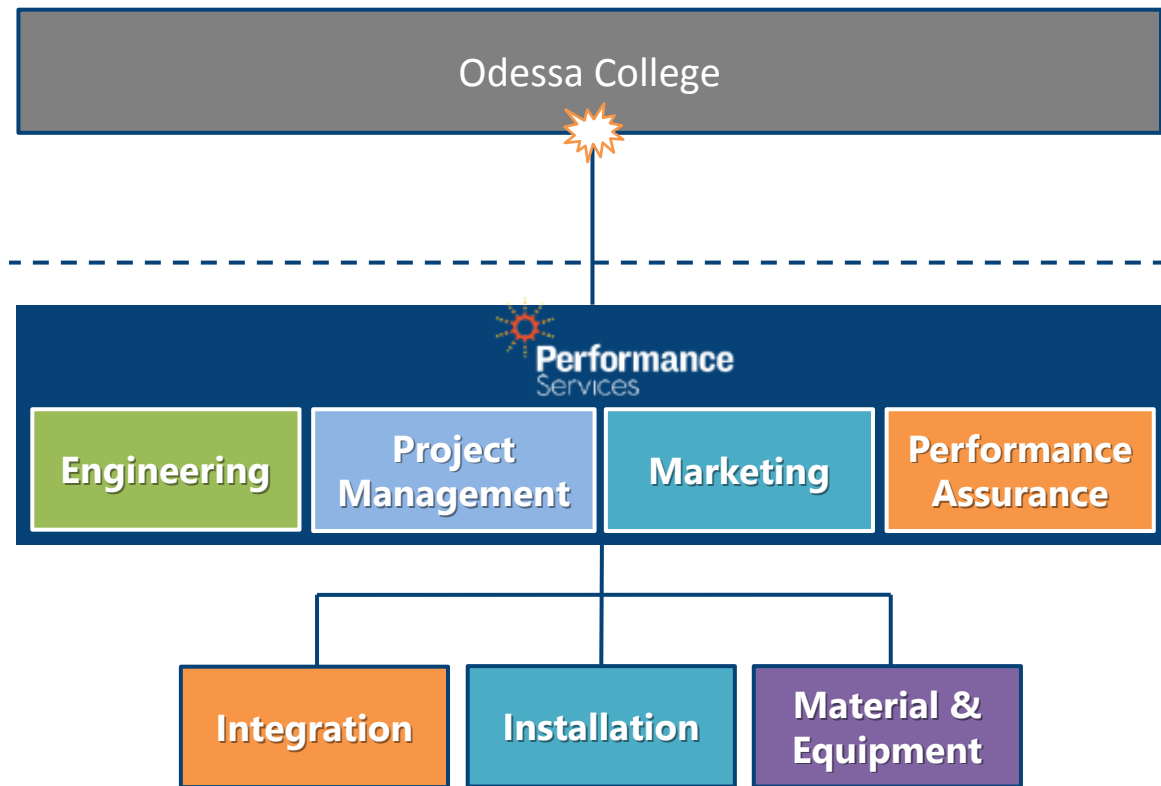 Odessa College
Performance
Services
Engineering
Project
Management
Marketing
Performance
Assurance
Integration
Installation
Material &
Equipment